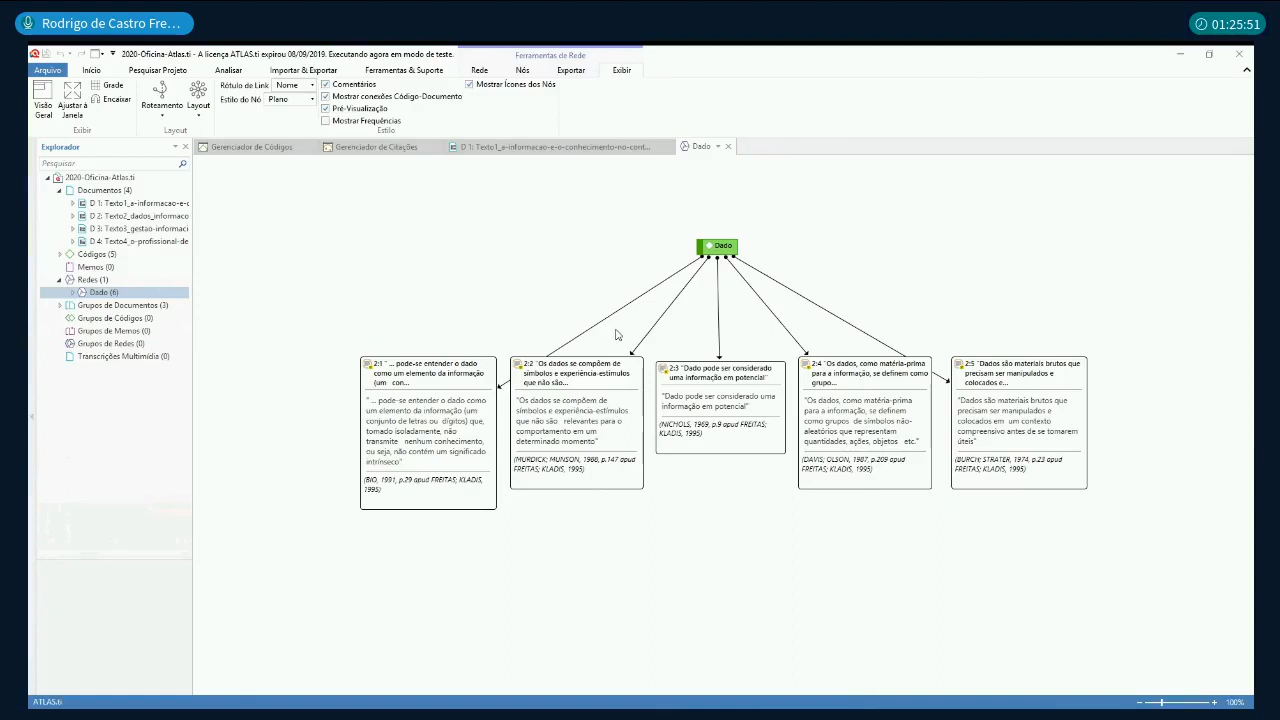 Rodrigo de Castro Fre...
01:25:51
2020-Oficina-Atlas.ti - A licença ATLAS.ti expirou 08/09/2019. Executando agora em modo de teste.
Ferramentas de Rede
Arquivo Início Pesquisar Projeto Analisar Importar & Exportar Ferramentas & Suporte Rede Nós Exportar Exibir
Visão Geral
Ajustar à Janela
Grade
Encaixar
Exibir
Roteamento
Layout
Layout
Rótulo de Link Nome
Estilo do Nó Plano
Comentários
Mostrar conexões Código-Documento
Pré-Visualização
Mostrar Frequências
Mostrar Ícones dos Nós
Estilo
Explorador
Gerenciador de Códigos
Gerenciador de Citações
D 1: Texto1_a-informacao-e-o-conhecimento-no-cont...
Dado
Pesquisar
2020-Oficina-Atlas.ti
Documentos (4)
D 1: Texto1_a-informacao-e-c
D 2: Texto2_dados_informaco
D 3: Texto3_gestao-informaci
D 4: Texto4_o-profissional-de
Códigos (5)
Memos (0)
Redes (1)
Dado (6)
Grupos de Documentos (3)
Grupos de Códigos (0)
Grupos de Memos (0)
Grupos de Redes (0)
Transcrições Multimídia (0)
Dado
2:1 " ... pode-se entender o dado
como um elemento da informação
(um con...
" ... pode-se entender o dado como
um elemento da informação (um
conjunto de letras ou dígitos) que,
tomado isoladamente, não
transmite nenhum conhecimento,
ou seja, não contém um significado
intrínseco"
(BIO, 1991, p.29 apud FREITAS; KLADIS,
1995)
2:2 "Os dados se compõem de
símbolos e experiência-estímulos
que não são...
"Os dados se compõem de
símbolos e experiência-estímulos
que não são relevantes para o
comportamento em um
determinado momento"
(MURDICK; MUNSON, 1988, p.147 apud
FREITAS; KLADIS, 1995)
2:3 "Dado pode ser considerado
uma informação em potencial"
"Dado pode ser considerado uma
informação em potencial"
(NICHOLS, 1969, p.9 apud FREITAS;
KLADIS, 1995)
2:4 "Os dados, como matéria-prima
para a informação, se definem como
grupo...
"Os dados, como matéria-prima
para a informação, se definem
como grupos de símbolos não-
aleatórios que representam
quantidades, ações, objetos etc."
(DAVIS; OLSON, 1987, p.209 apud
FREITAS; KLADIS, 1995)
2:5 "Dados são materiais brutos que
precisam ser manipulados e
colocados e...
"Dados são materiais brutos que
precisam ser manipulados e
colocados em um contexto
compreensivo antes de se tornarem
úteis"
(BURCH; STRATER, 1974, p.23 apud
FREITAS; KLADIS, 1995)
ATLAS.ti
100%